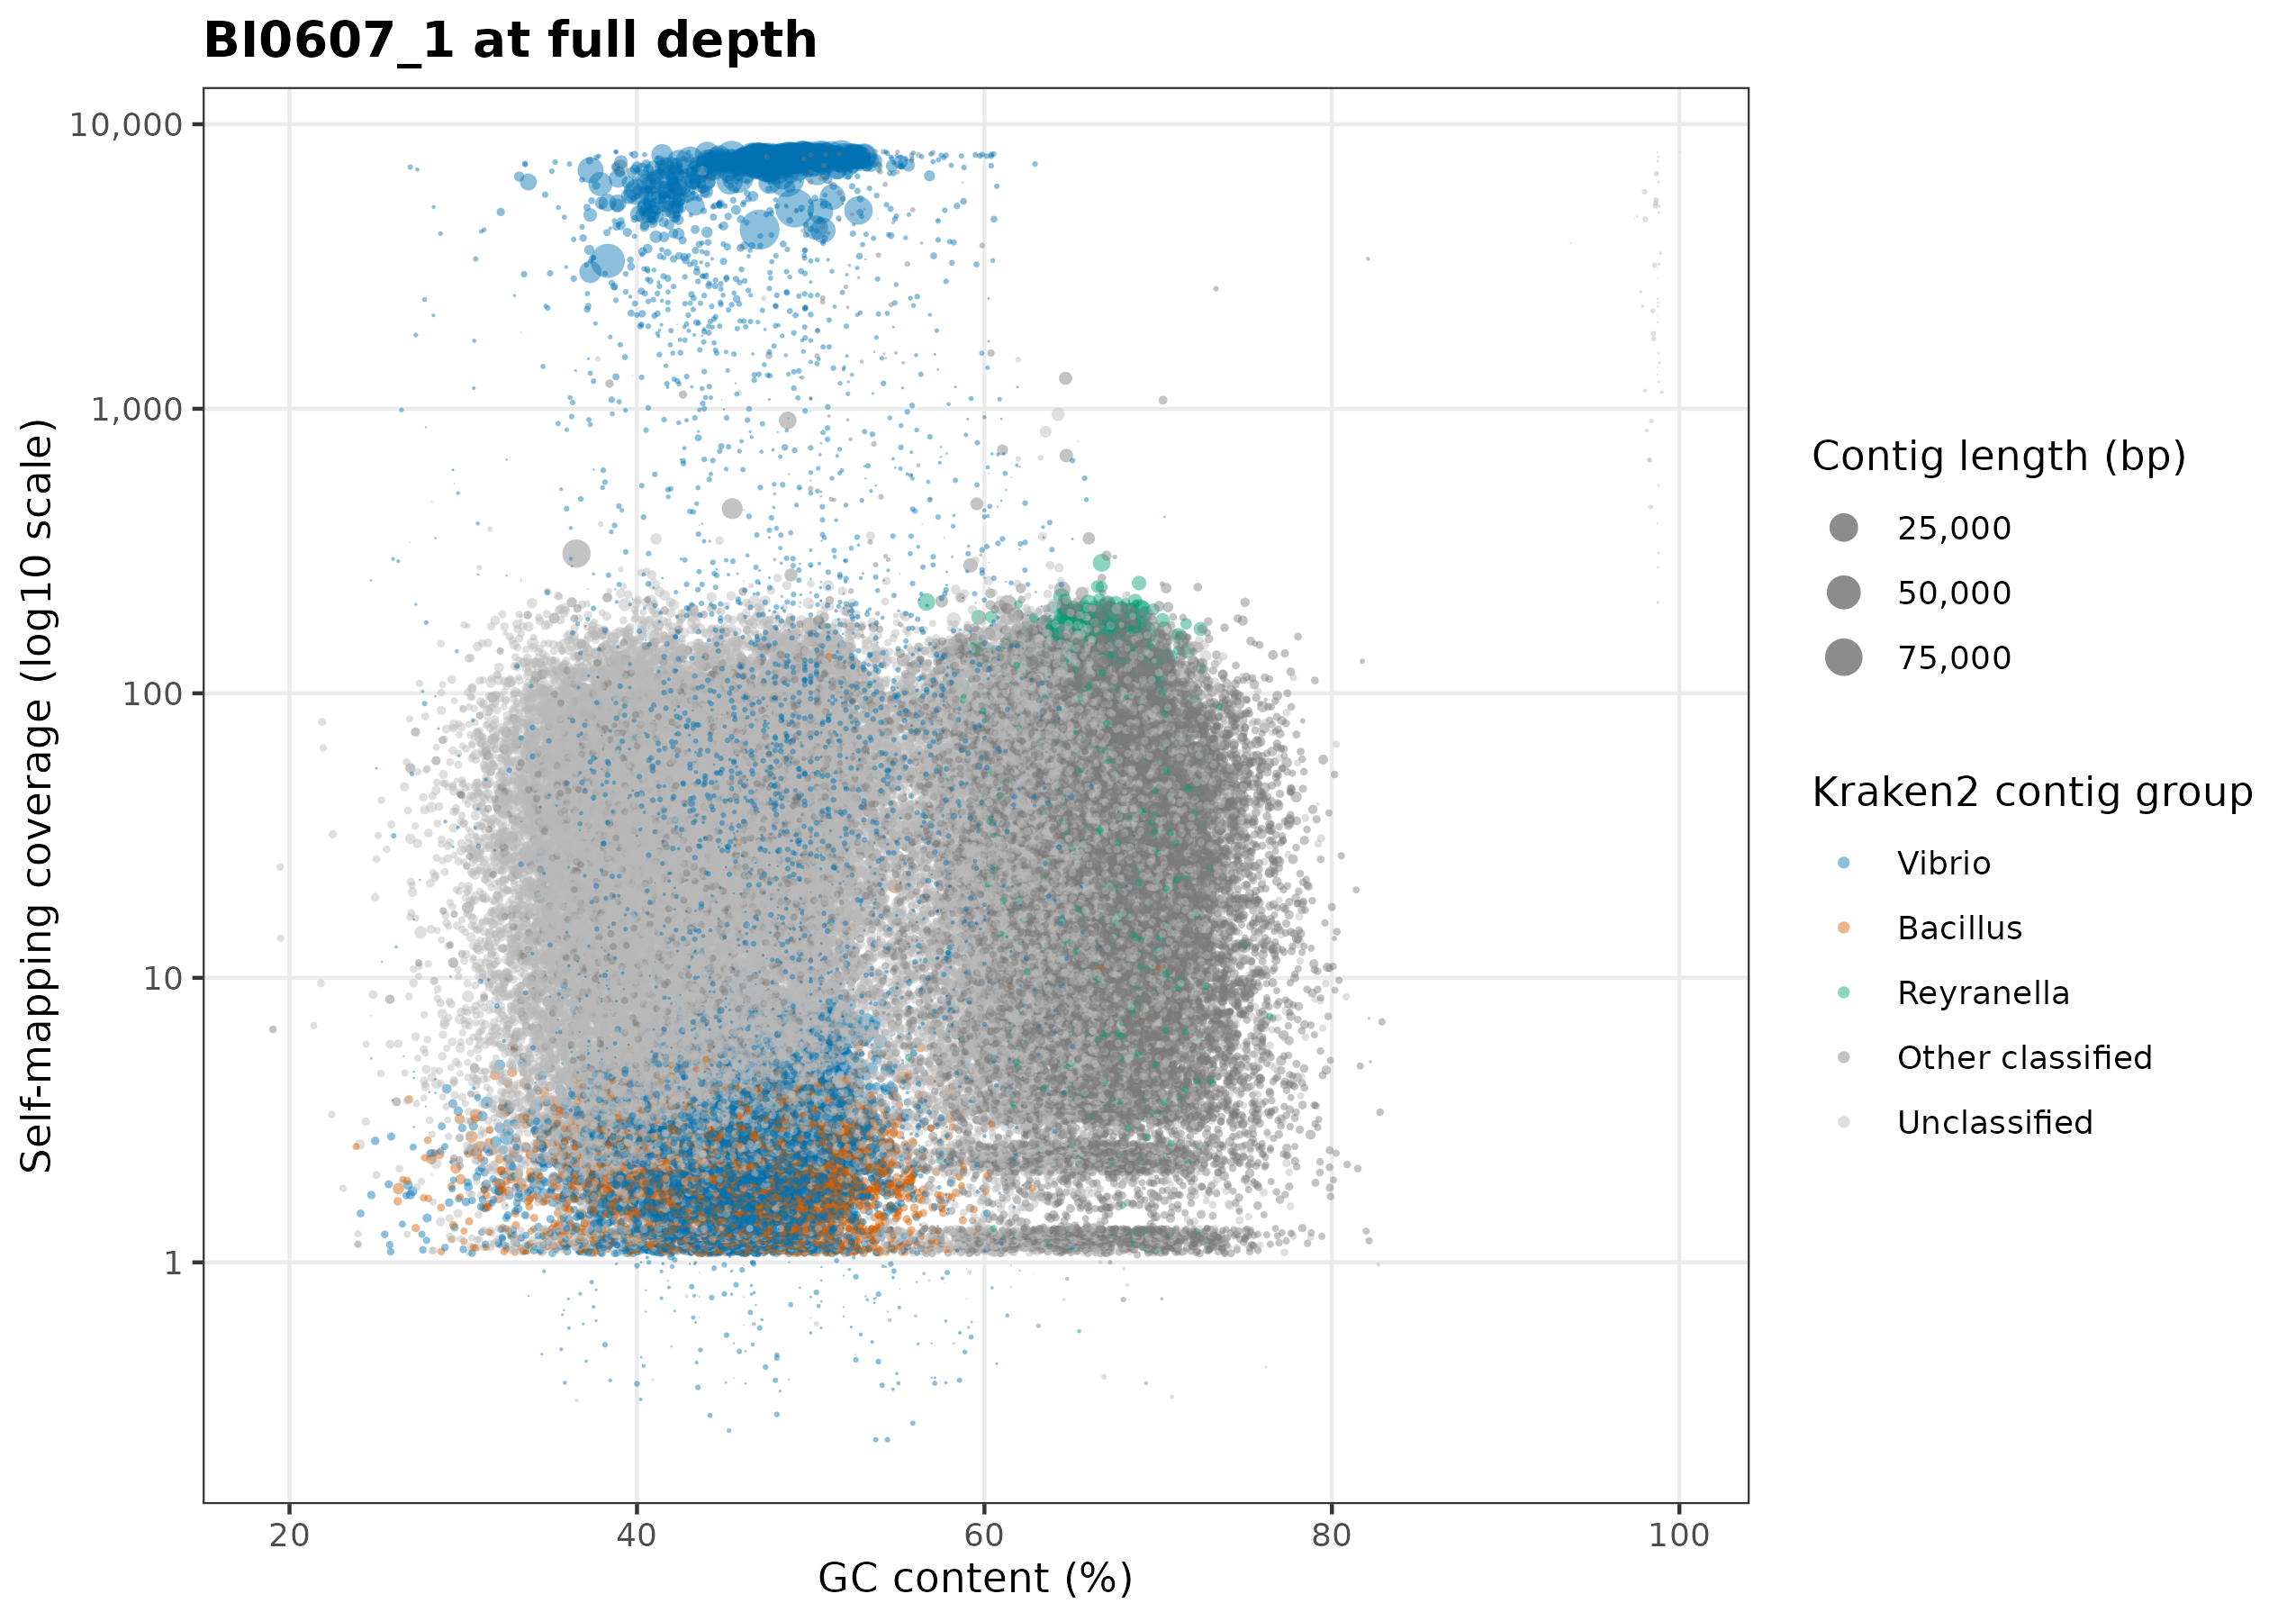 BI0607_1 at full depth
Self-mapping coverage (log10 scale)
10,000
1,000
100
10
1
20 40 60 80 100
GC content (%)
Contig length (bp)
25,000
50,000
75,000
Kraken2 contig group
Vibrio
Bacillus
Reyranella
Other classified
Unclassified